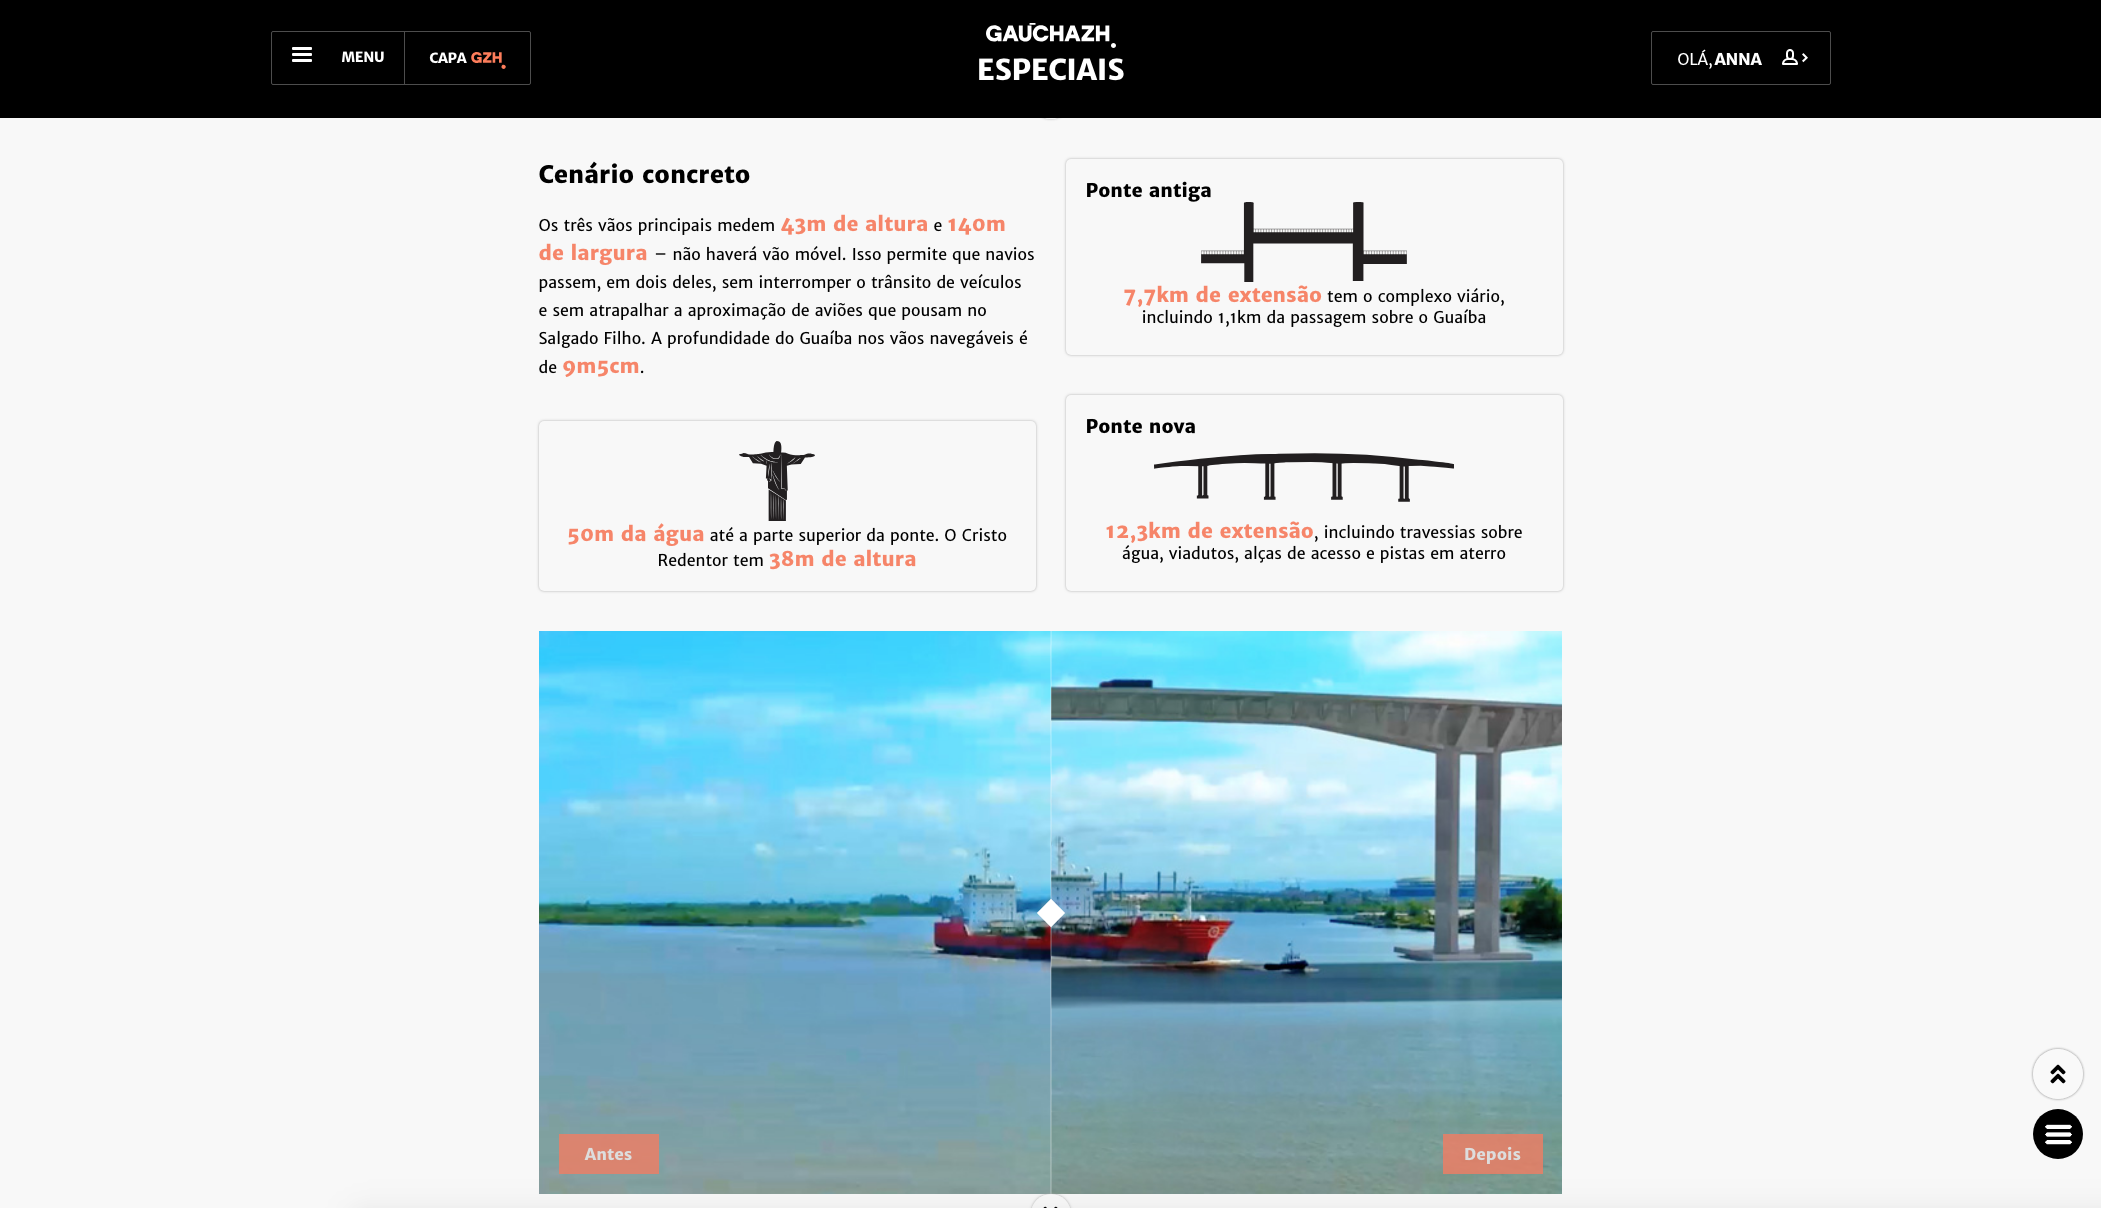 MENU
CAPA GZH.
GAÚCHAZH.
ESPECIAIS
OLÁ, ANNA
Cenário concreto
Os três vãos principais medem 43m de altura e 140m
de largura – não haverá vão móvel. Isso permite que navios
passem, em dois deles, sem interromper o trânsito de veículos
e sem atrapalhar a aproximação de aviões que pousam no
Salgado Filho. A profundidade do Guaíba nos vãos navegáveis é
de 9m5cm.
50m da água até a parte superior da ponte. O Cristo
Redentor tem 38m de altura
Ponte antiga
7,7km de extensão tem o complexo viário,
incluindo 1,1km da passagem sobre o Guaíba
Ponte nova
12,3km de extensão, incluindo travessias sobre
água, viadutos, alças de acesso e pistas em aterro
Antes
Depois